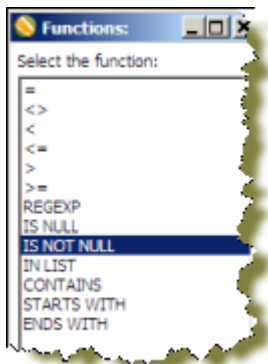 Functions:
Select the function:
=
<>
<
<=
>
>=
REGEXP
IS NULL
IS NOT NULL
IN LIST
CONTAINS
STARTS WITH
ENDS WITH